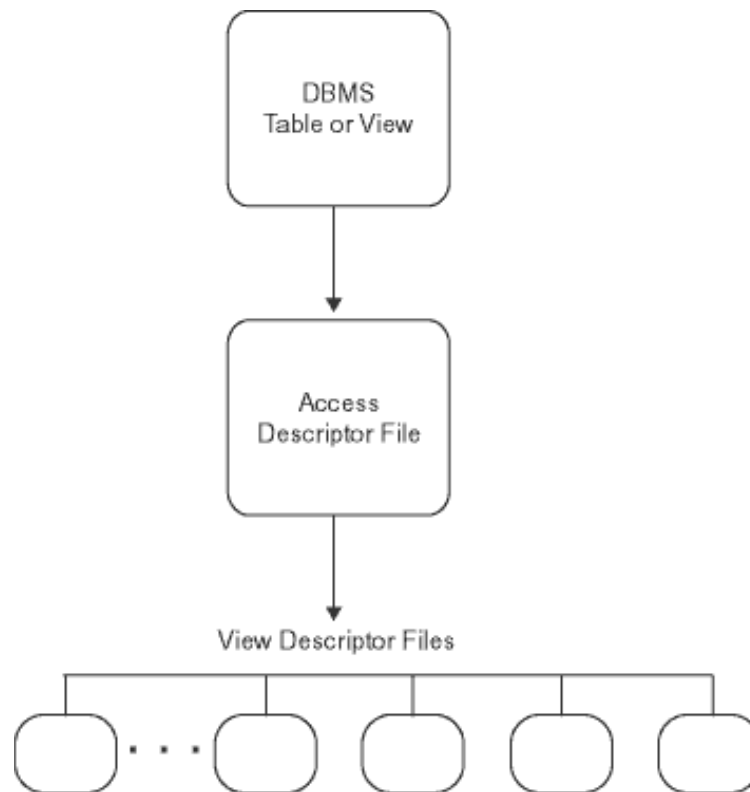 DBMS
Table or View
Access
Descriptor File
View Descriptor Files
. . .